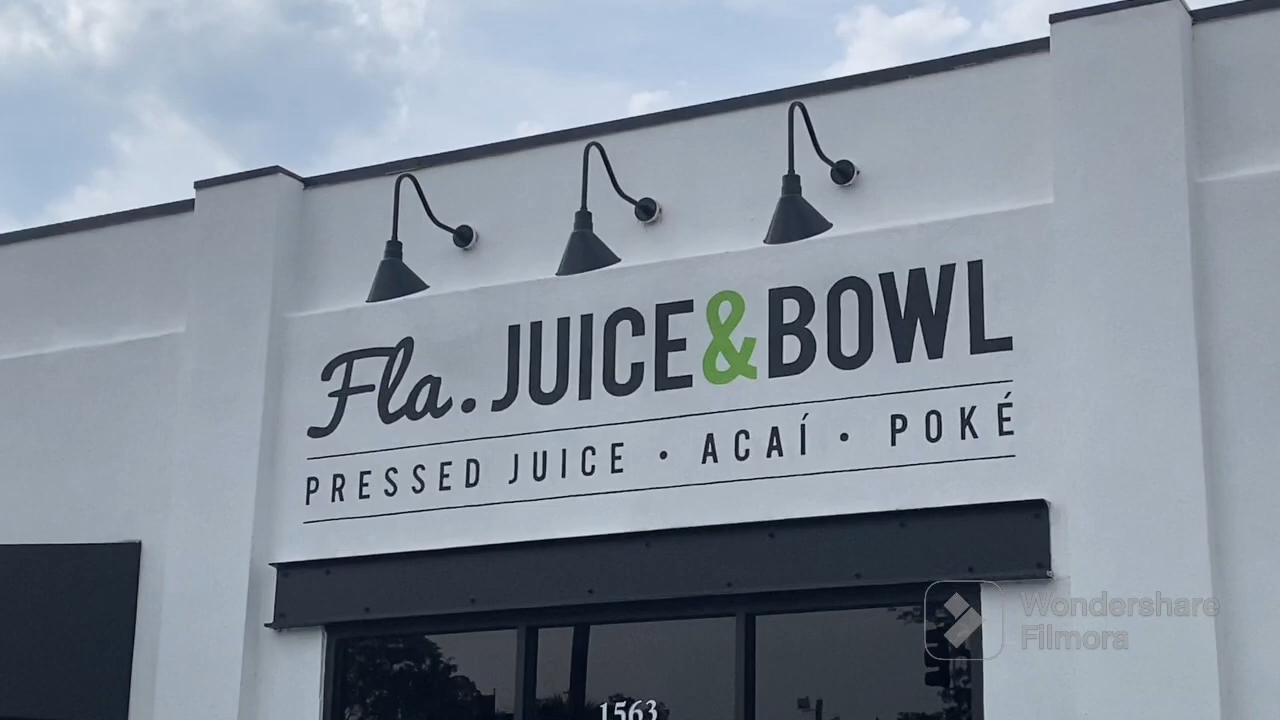 Fla. JUICE&BOWL
PRESSED JUICE • ACAÍ • POKÉ
1563
Wondershare
Filmora